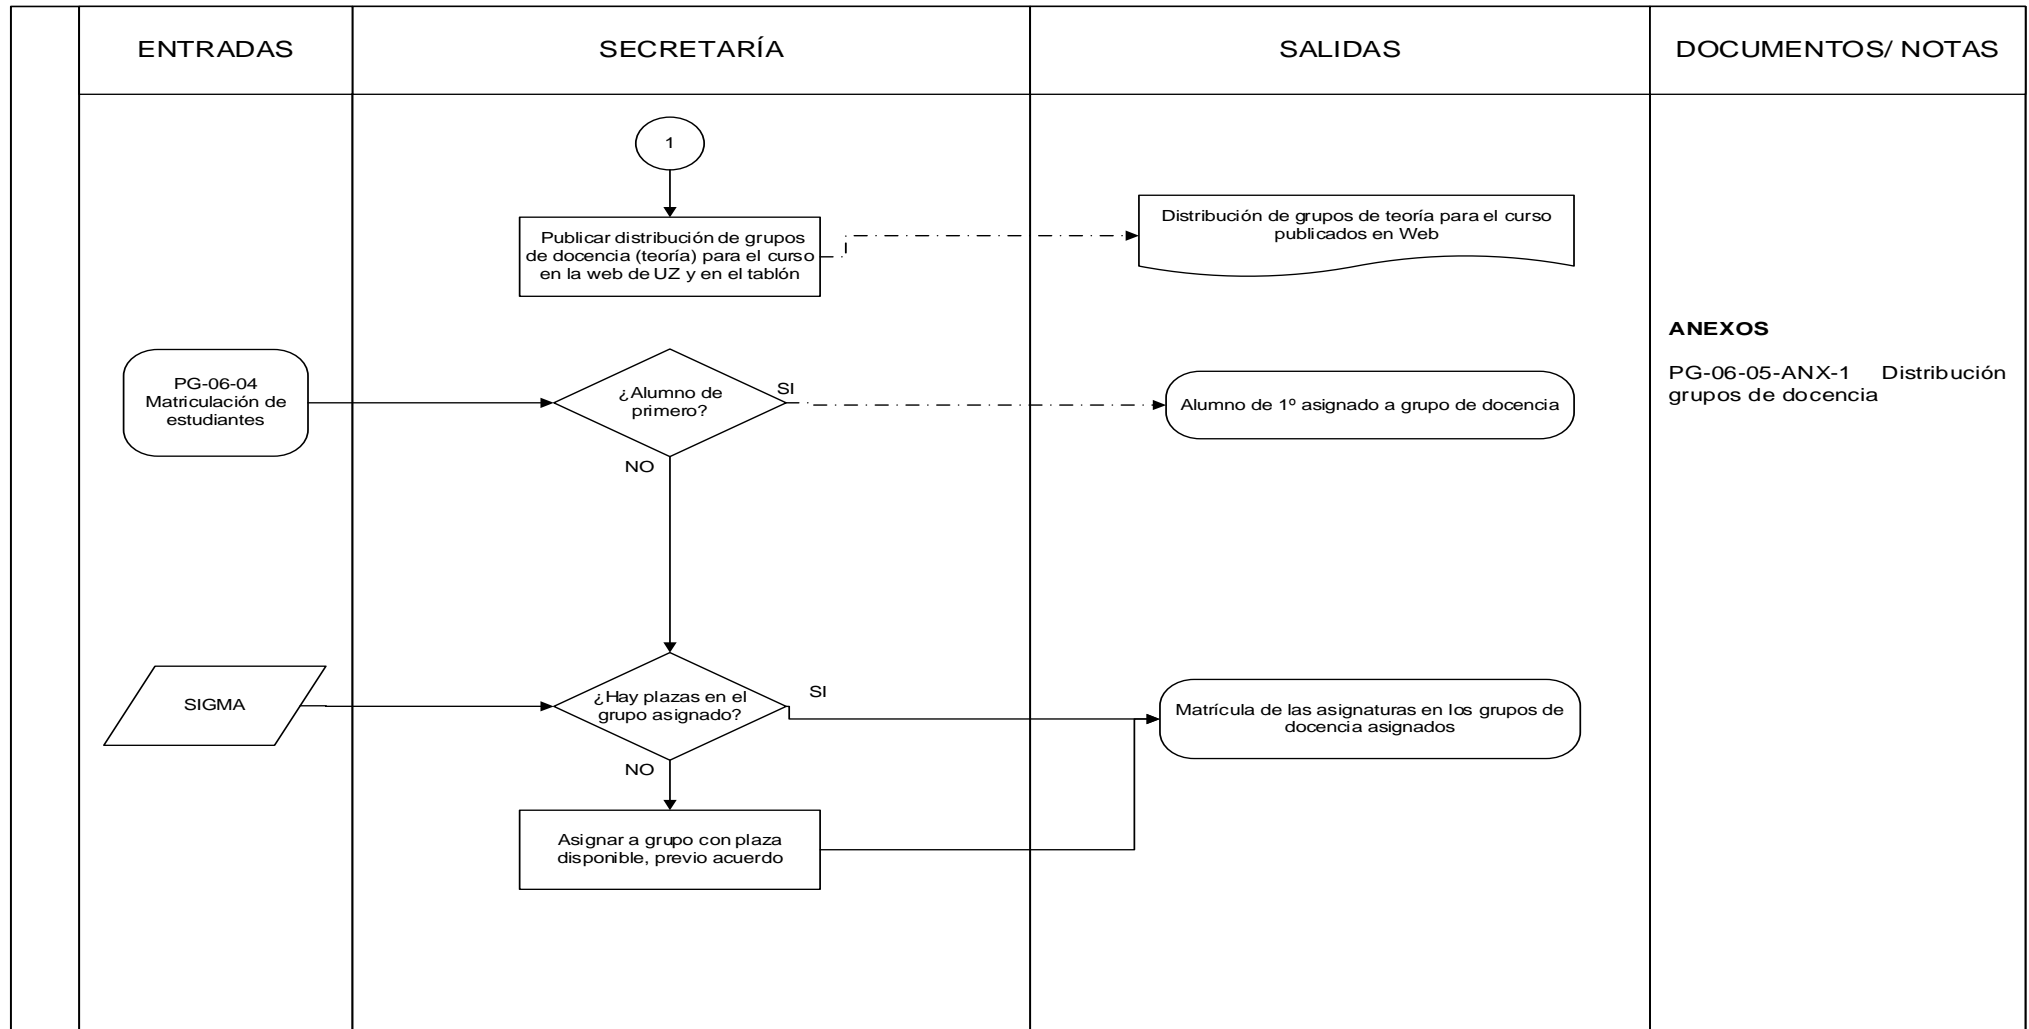 ENTRADAS
SECRETARÍA
SALIDAS
DOCUMENTOS/ NOTAS
1
Publicar distribución de grupos
de docencia (teoría) para el curso
en la web de UZ y en el tablón
Distribución de grupos de teoría para el curso
publicados en Web
ANEXOS
PG-06-05-ANX-1 Distribución
grupos de docencia
PG-06-04
Matriculación de
estudiantes
¿Alumno de
primero?
SI
NO
Alumno de 1º asignado a grupo de docencia
SIGMA
¿Hay plazas en el
grupo asignado?
SI
NO
Matrícula de las asignaturas en los grupos de
docencia asignados
Asignar a grupo con plaza
disponible, previo acuerdo